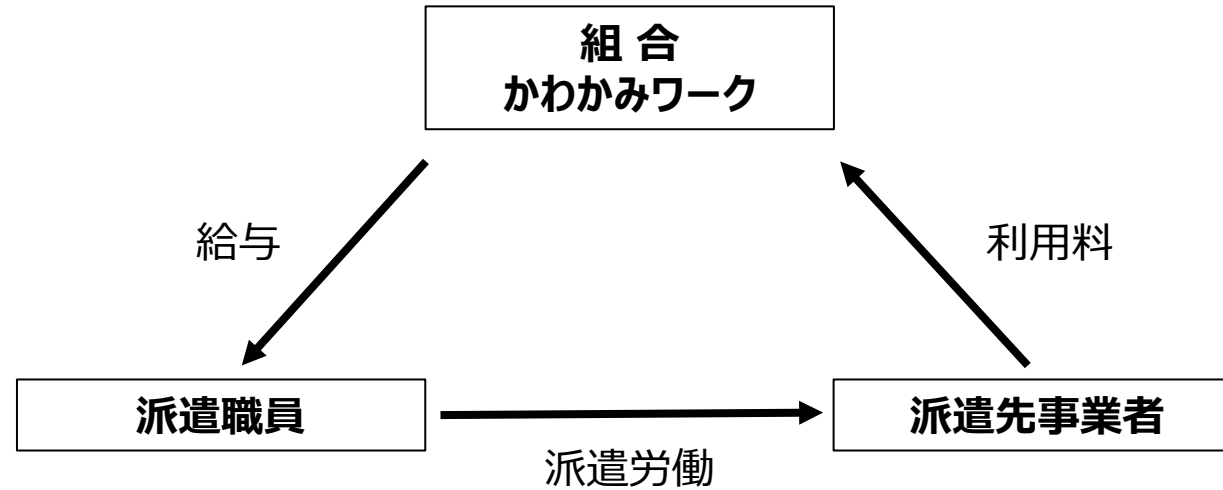 組 合
かわかみワーク
給与
利用料
派遣職員
派遣先事業者
派遣労働